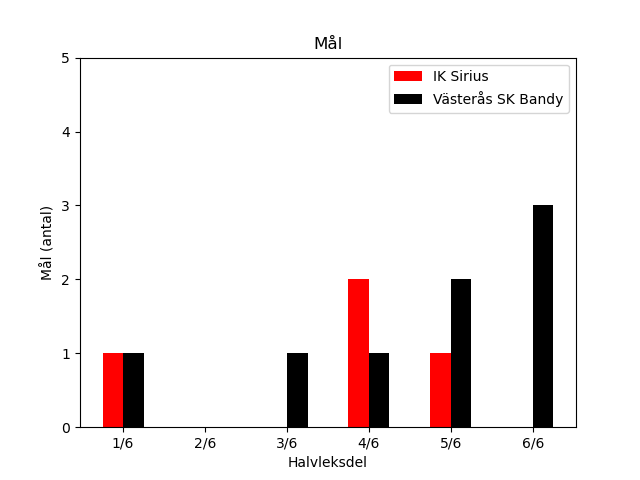 Mål
IK Sirius
Västerås SK Bandy
5
4
3
2
1
0
Mål (antal)
1/6 2/6 3/6 4/6 5/6 6/6
Halvleksdel